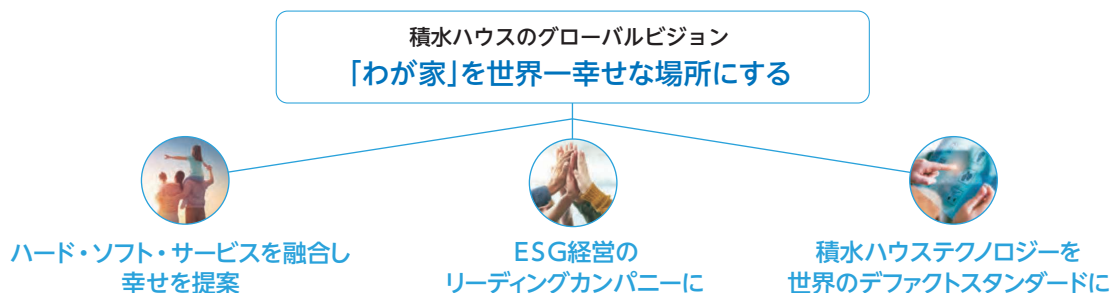 積水ハウスのグローバルビジョン
「わが家」を世界一幸せな場所にする
ハード・ソフト・サービスを融合し
幸せを提案
ESG経営の
リーディングカンパニーに
積水ハウステクノロジーを
世界のデファクトスタンダードに